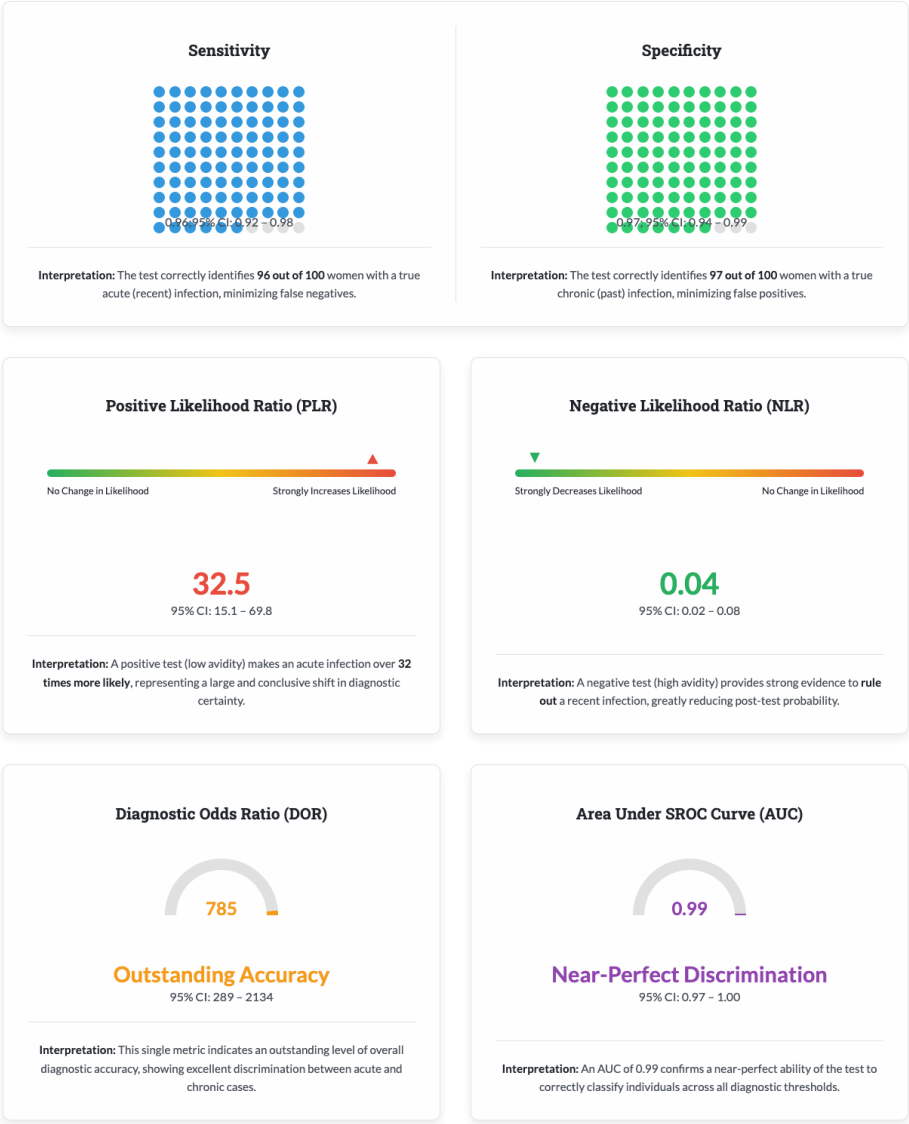 Sensitivity
Specificity
0.96; 95% CI: 0.92 – 0.98
0.97; 95% CI: 0.94 – 0.99
Interpretation: The test correctly identifies 96 out of 100 women with a true
acute (recent) infection, minimizing false negatives.
Interpretation: The test correctly identifies 97 out of 100 women with a true
chronic (past) infection, minimizing false positives.
Positive Likelihood Ratio (PLR)
No Change in Likelihood
Strongly Increases Likelihood
32.5
95% CI: 15.1 – 69.8
Interpretation: A positive test (low avidity) makes an acute infection over 32
times more likely, representing a large and conclusive shift in diagnostic
certainty.
Negative Likelihood Ratio (NLR)
Strongly Decreases Likelihood
No Change in Likelihood
0.04
95% CI: 0.02 – 0.08
Interpretation: A negative test (high avidity) provides strong evidence to rule
out a recent infection, greatly reducing post-test probability.
Diagnostic Odds Ratio (DOR)
785
Outstanding Accuracy
95% CI: 289 – 2134
Interpretation: This single metric indicates an outstanding level of overall
diagnostic accuracy, showing excellent discrimination between acute and
chronic cases.
Area Under SROC Curve (AUC)
0.99
Near-Perfect Discrimination
95% CI: 0.97 – 1.00
Interpretation: An AUC of 0.99 confirms a near-perfect ability of the test to
correctly classify individuals across all diagnostic thresholds.